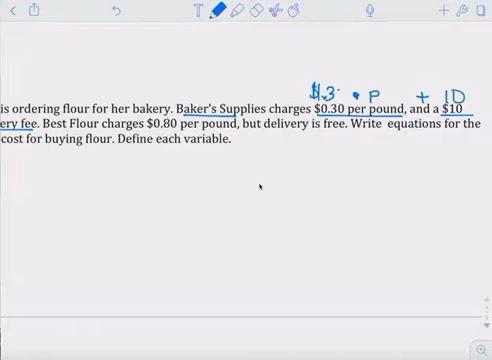 $.3 • P + 10
is ordering flour for her bakery. Baker's Supplies charges $0.30 per pound, and a $10
ery fee. Best Flour charges $0.80 per pound, but delivery is free. Write equations for the
cost for buying flour. Define each variable.